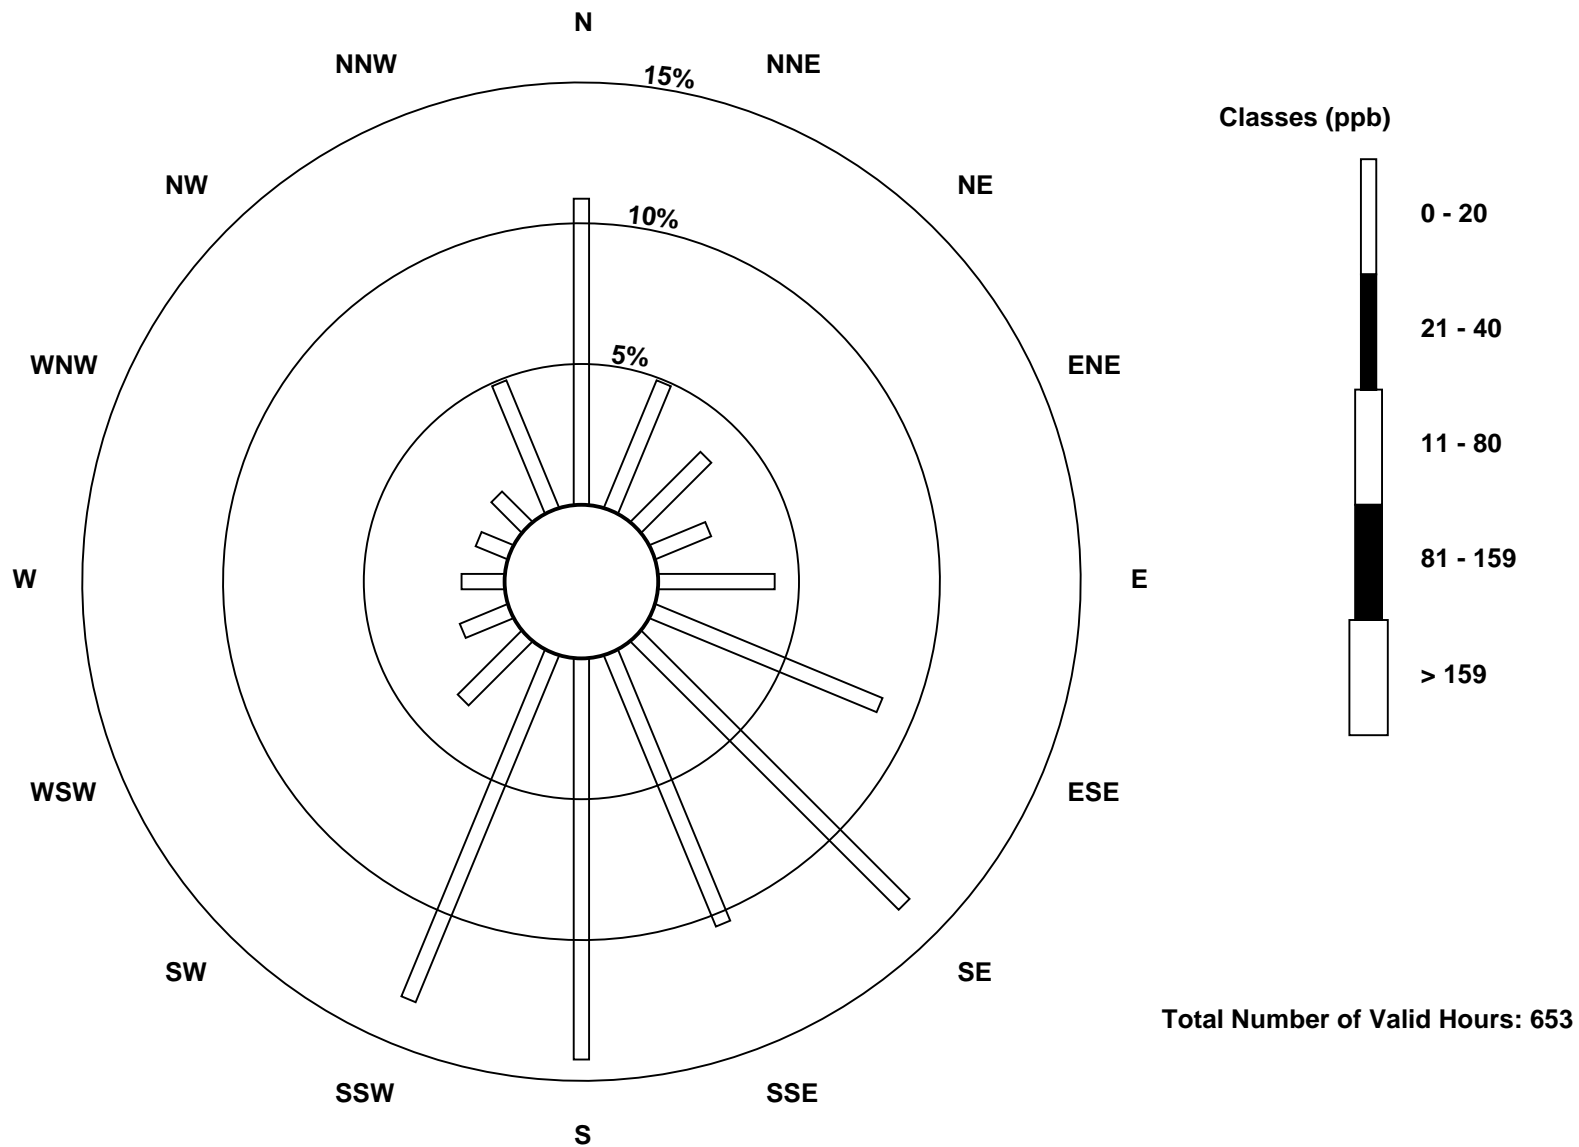 N
NNW
NNE
15%
Classes (ppb)
NW
NE
0 - 20
10%
21 - 40
5%
WNW
ENE
11 - 80
81 - 159
W
E
> 159
WSW
ESE
SW
SE
Total Number of Valid Hours: 653
SSW
SSE
S